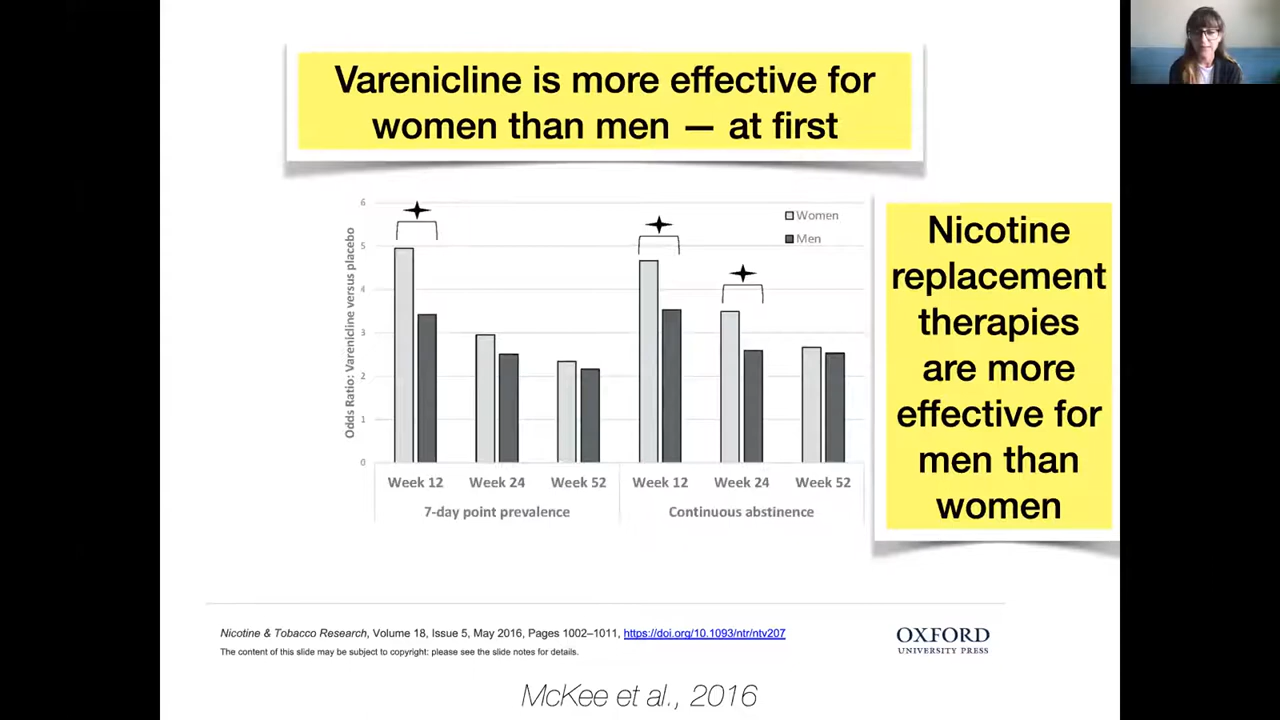 Varenicline is more effective for
women than men — at first
6
5
4
3
2
1
0
Odds Ratio: Varenicline versus placebo
Women
Men
Week 12
Week 24
Week 52
Week 12
Week 24
Week 52
7-day point prevalence
Continuous abstinence
Nicotine
replacement
therapies
are more
effective for
men than
women
Nicotine & Tobacco Research, Volume 18, Issue 5, May 2016, Pages 1002–1011, https://doi.org/10.1093/ntr/ntv207
The content of this slide may be subject to copyright: please see the slide notes for details.
OXFORD
UNIVERSITY PRESS
McKee et al., 2016